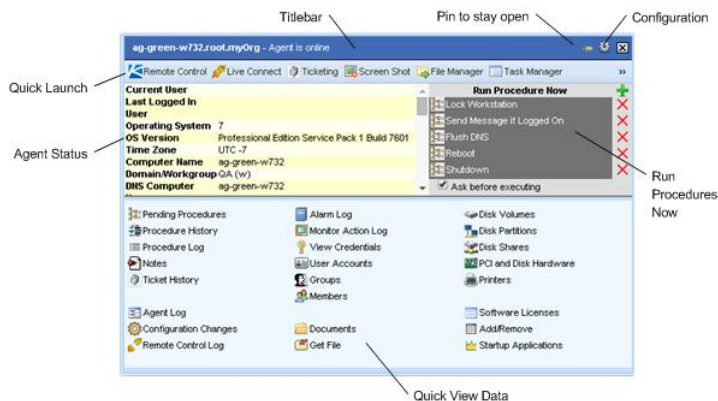 Titlebar
Pin to stay open
Configuration
ag-green-w732.root.myOrg - Agent is online
Quick Launch
Remote Control Live Connect Ticketing Screen Shot File Manager Task Manager »
Agent Status
Current User
Last Logged In
User
Operating System 7
OS Version Professional Edition Service Pack 1 Build 7601
Time Zone UTC -7
Computer Name ag-green-w732
Domain/Workgroup QA (w)
DNS Computer ag-green-w732
Run Procedure Now
Lock Workstation
Send Message if Logged On
Flush DNS
Reboot
Shutdown
Ask before executing
Run
Procedures
Now
Pending Procedures
Procedure History
Procedure Log
Notes
Ticket History
Alarm Log
Monitor Action Log
View Credentials
User Accounts
Groups
Members
Disk Volumes
Disk Partitions
Disk Shares
PCI and Disk Hardware
Printers
Agent Log
Configuration Changes
Remote Control Log
Documents
Get File
Software Licenses
Add/Remove
Startup Applications
Quick View Data